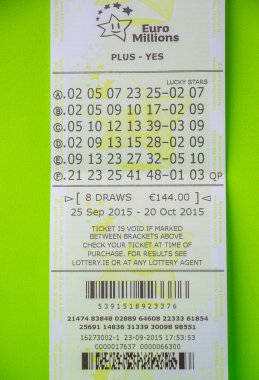 Euro
Millions
PLUS - YES
LUCKY STARS
A. 02 05 07 23 25-02 07
B. 02 05 09 10 17-02 09
C. 05 10 12 13 39-01 03 09
D. 02 09 13 15 28-02 09
E. 09 13 23 27 32-05 10
F. 21 23 25 41 48-01 03 QP
[ 8 DRAWS €144.00 ]
25 Sep 2015 - 20 Oct 2015
TICKET IS VOID IF MARKED
BETWEEN BRACKETS ABOVE.
CHECK YOUR TICKET AT TIME OF
PURCHASE. FOR RESULTS SEE
LOTTERY.IE OR AT ANY LOTTERY AGENT
5391518923376
21474 83848 02889 64608 22333 61854
25691 14836 31339 30098 98551
16273002-1 23-09-2015 17:53:53
0000017637 0000066300